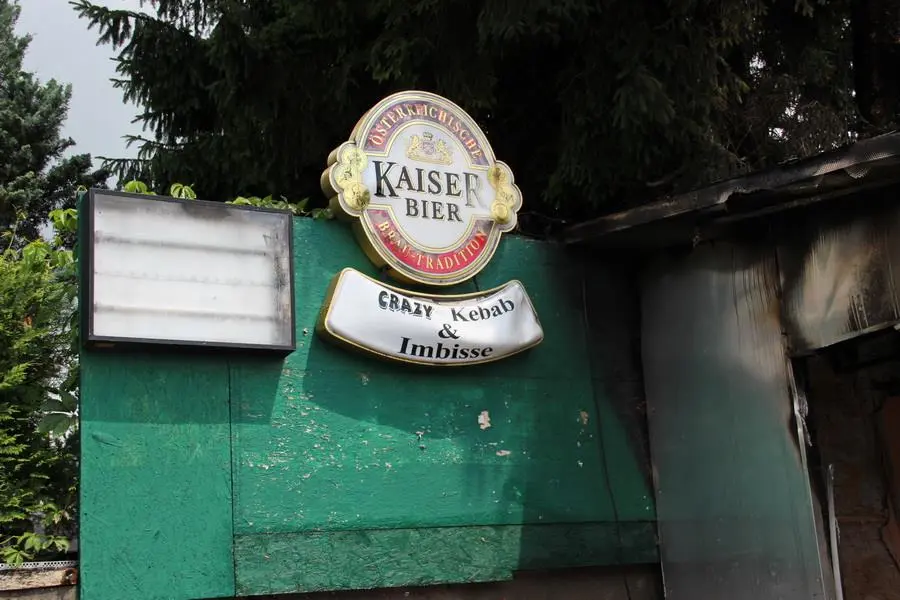 ÖSTERREICHISCHE
KAISER
BIER
BRAU-TRADITION
CRAZY Kebab
&
Imbisse